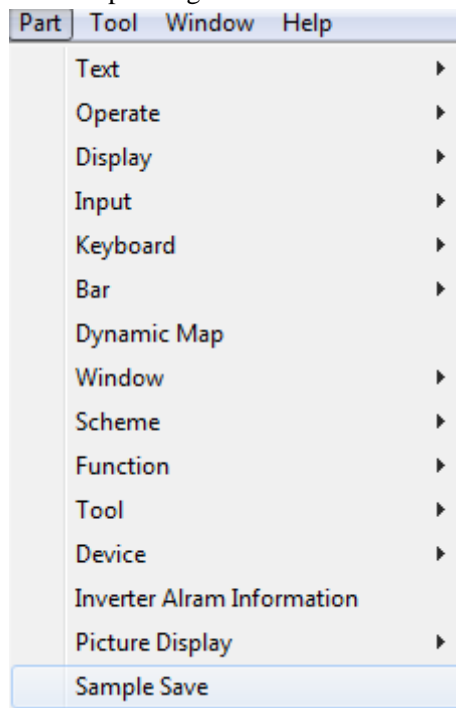 Part Tool Window Help
Text
Operate
Display
Input
Keyboard
Bar
Dynamic Map
Window
Scheme
Function
Tool
Device
Inverter Alram Information
Picture Display
Sample Save